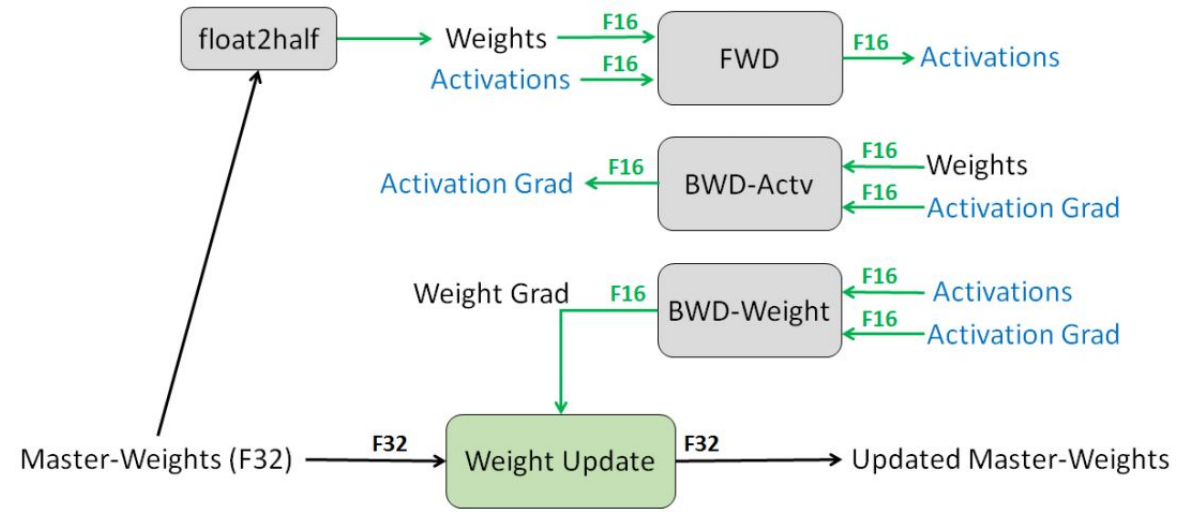 float2half
Weights
F16
Activations
F16
FWD
F16
Activations
Activation Grad
F16
BWD-Actv
F16
Weights
F16
Activation Grad
Weight Grad
F16
BWD-Weight
F16
Activations
F16
Activation Grad
Master-Weights (F32)
F32
Weight Update
F32
Updated Master-Weights